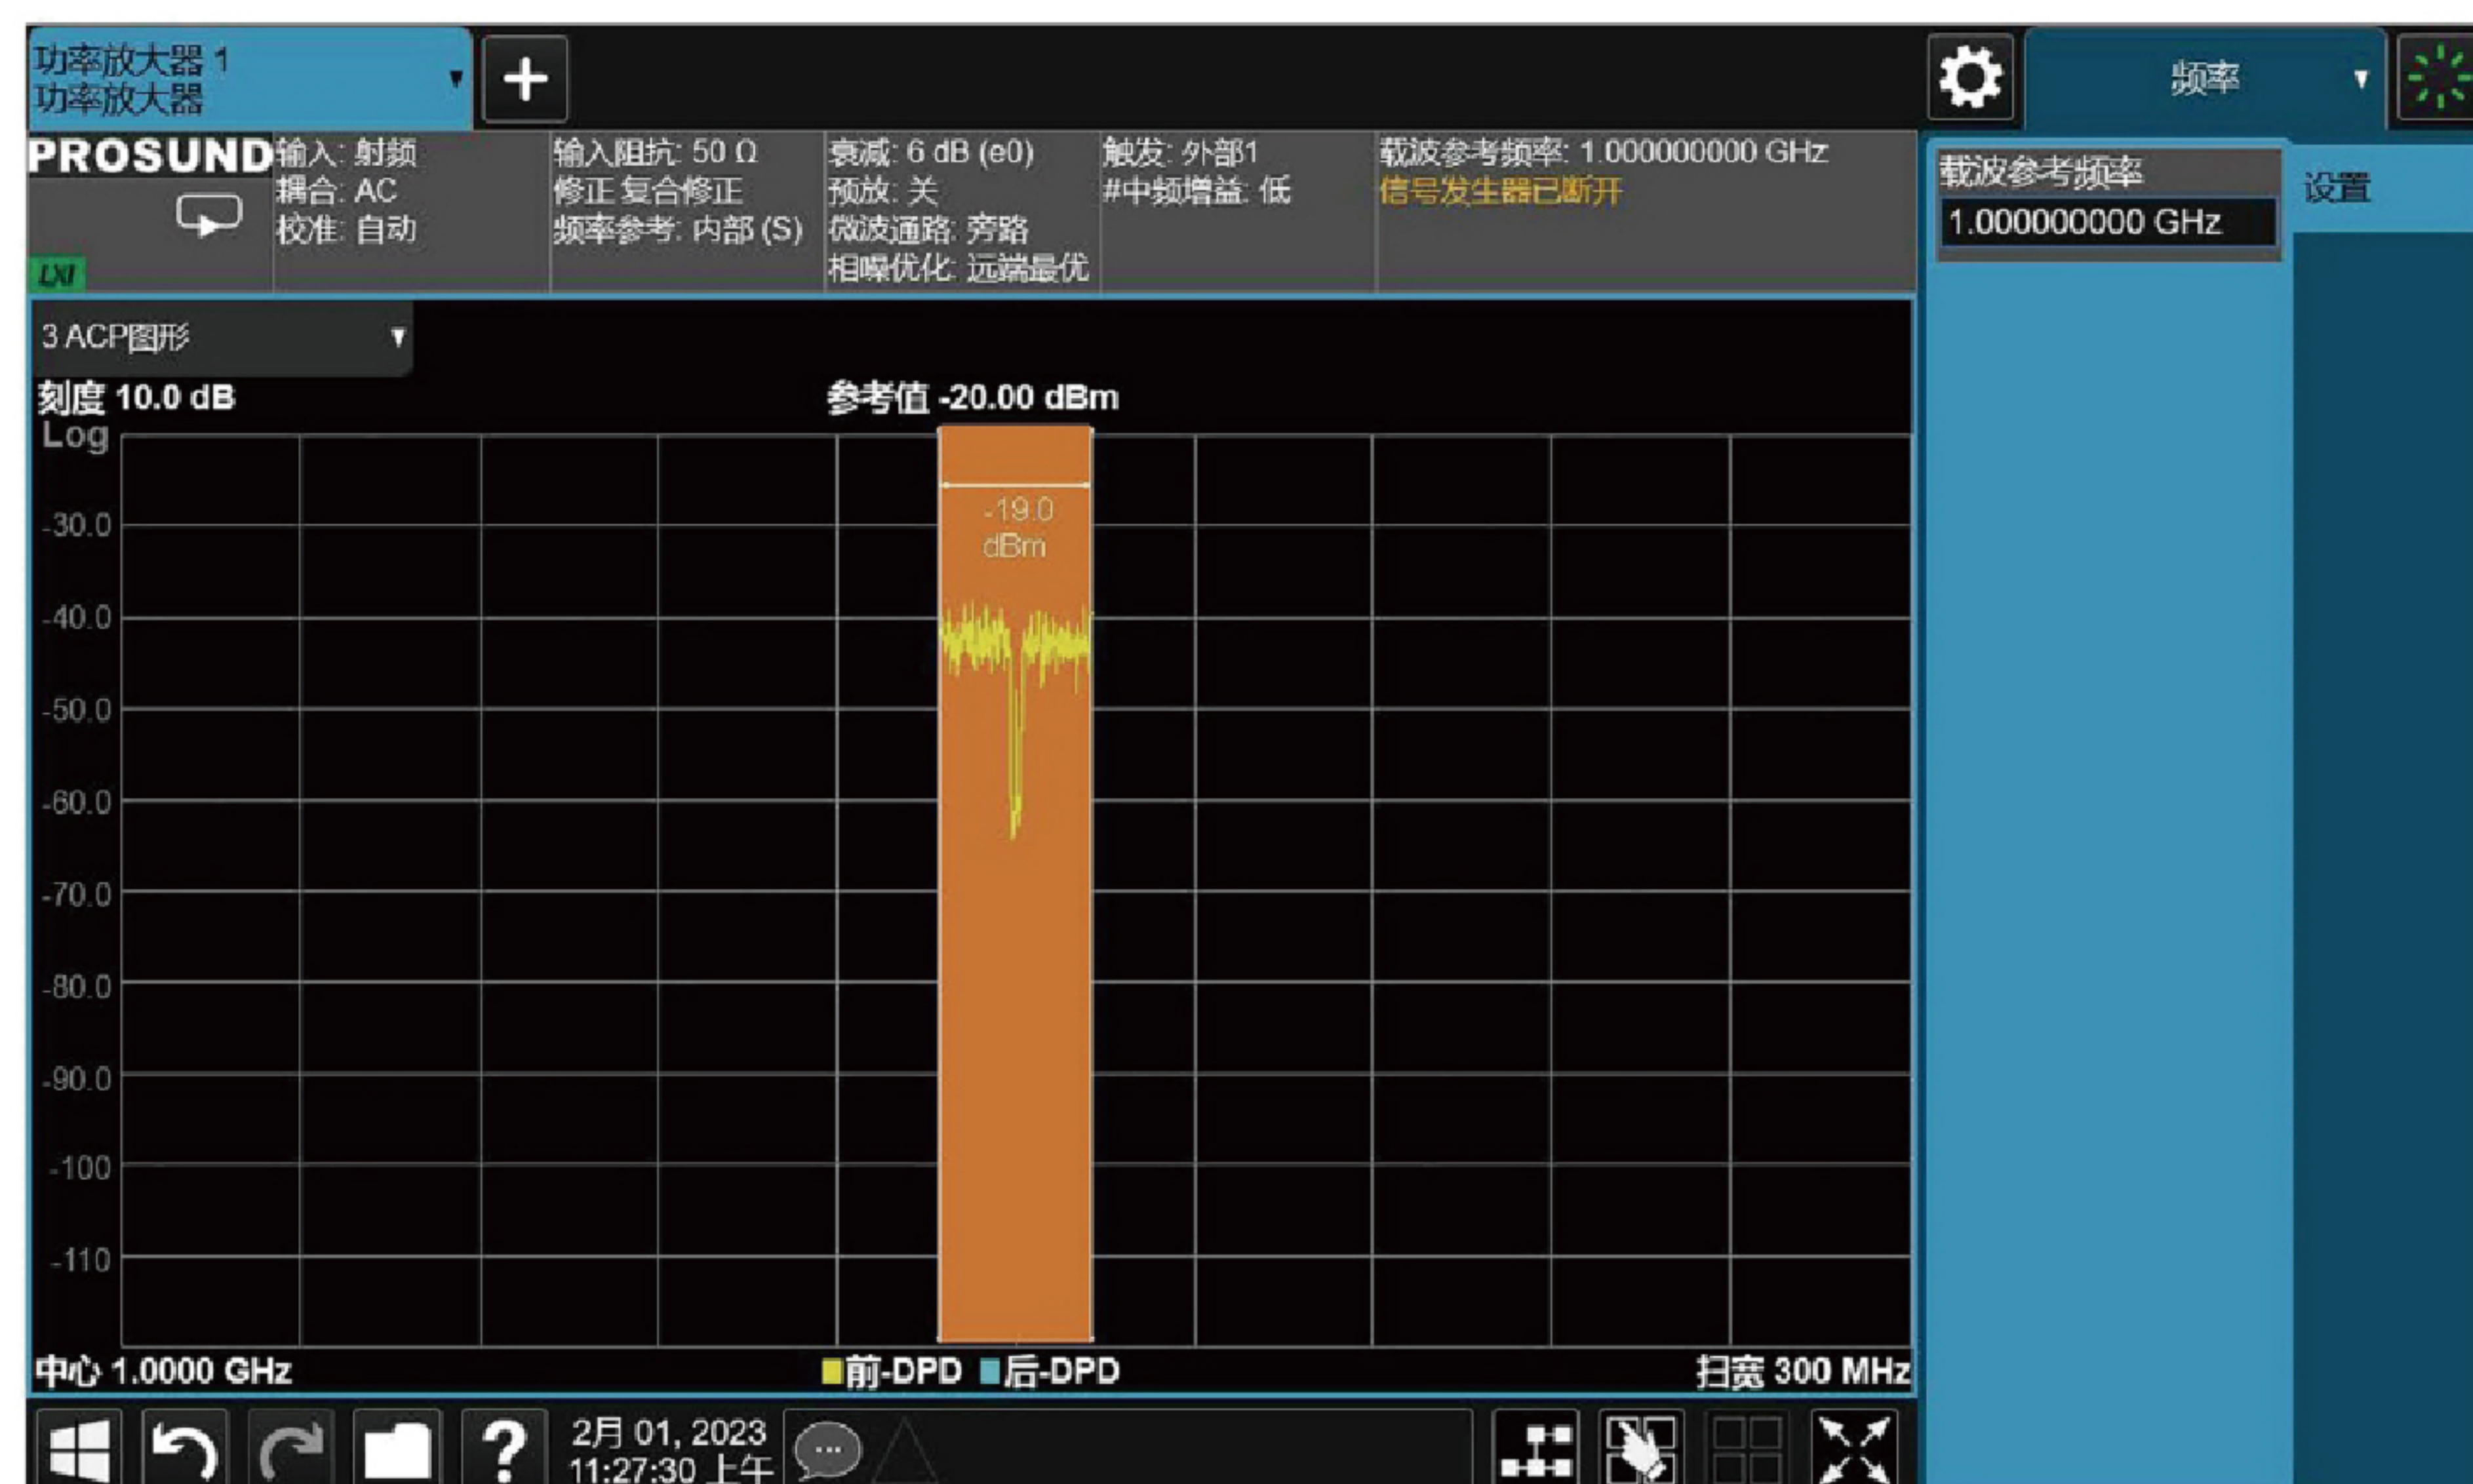 功率放大器 1
功率放大器
频率
PROSUND
输入: 射频
耦合: AC
校准: 自动
输入阻抗: 50 Ω
修正 复合修正
频率参考: 内部 (S)
衰减: 6 dB (e0)
预放: 关
微波通路: 旁路
相噪优化: 远端最优
触发: 外部1
#中频增益: 低
载波参考频率: 1.000000000 GHz
信号发生器已断开
LXI
载波参考频率
1.000000000 GHz
设置
3 ACP图形
刻度 10.0 dB
参考值 -20.00 dBm
Log
-19.0
dBm
-30.0
-40.0
-50.0
-60.0
-70.0
-80.0
-90.0
-100
-110
中心 1.0000 GHz
前-DPD 后-DPD
扫宽 300 MHz
?
2月 01, 2023
11:27:30 上午